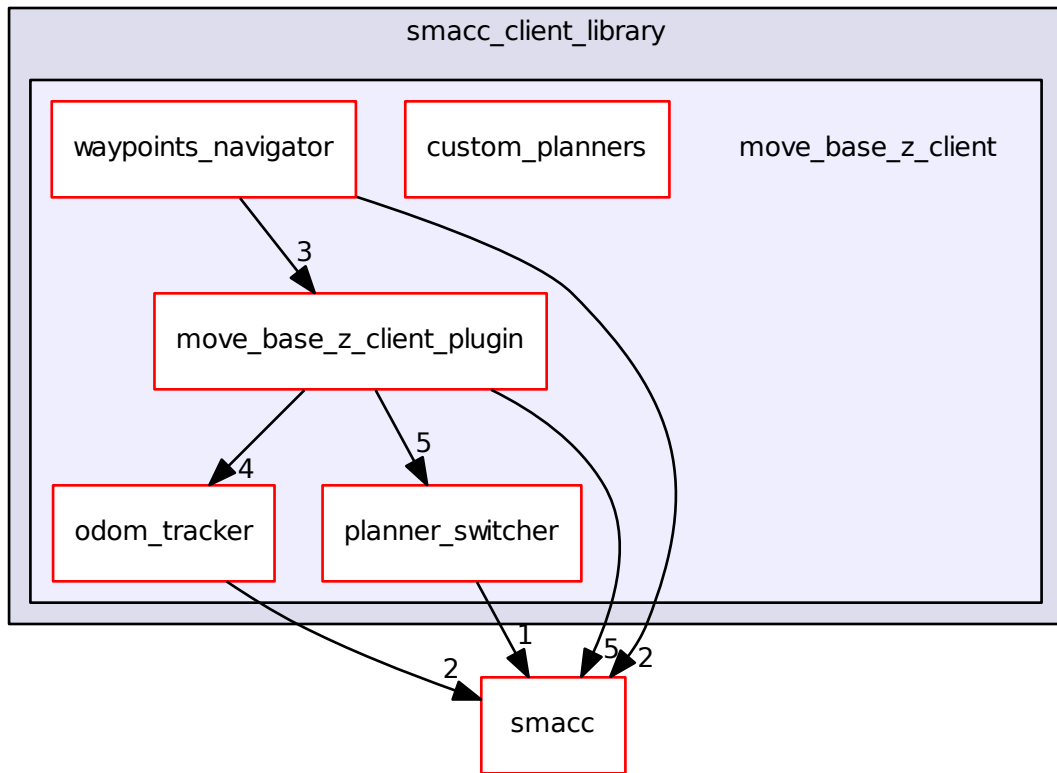 smacc_client_library
waypoints_navigator
custom_planners
move_base_z_client
3
move_base_z_client_plugin
5
4
odom_tracker
planner_switcher
1
5
2
2
smacc